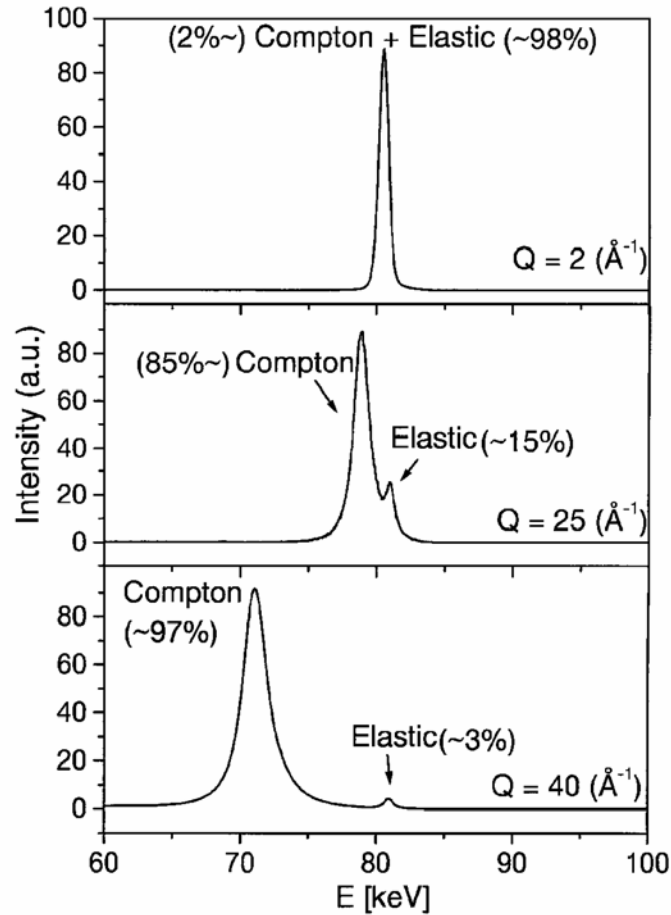 100
(2%~) Compton + Elastic (~98%)
80
60
40
20
Q = 2 (Å⁻¹)
0
80
(85%~) Compton
60
Elastic (~15%)
40
20
Q = 25 (Å⁻¹)
0
Intensity (a.u.)
Compton
80
(~97%)
60
40
Elastic (~3%)
20
Q = 40 (Å⁻¹)
0
60 70 80 90 100
E [keV]